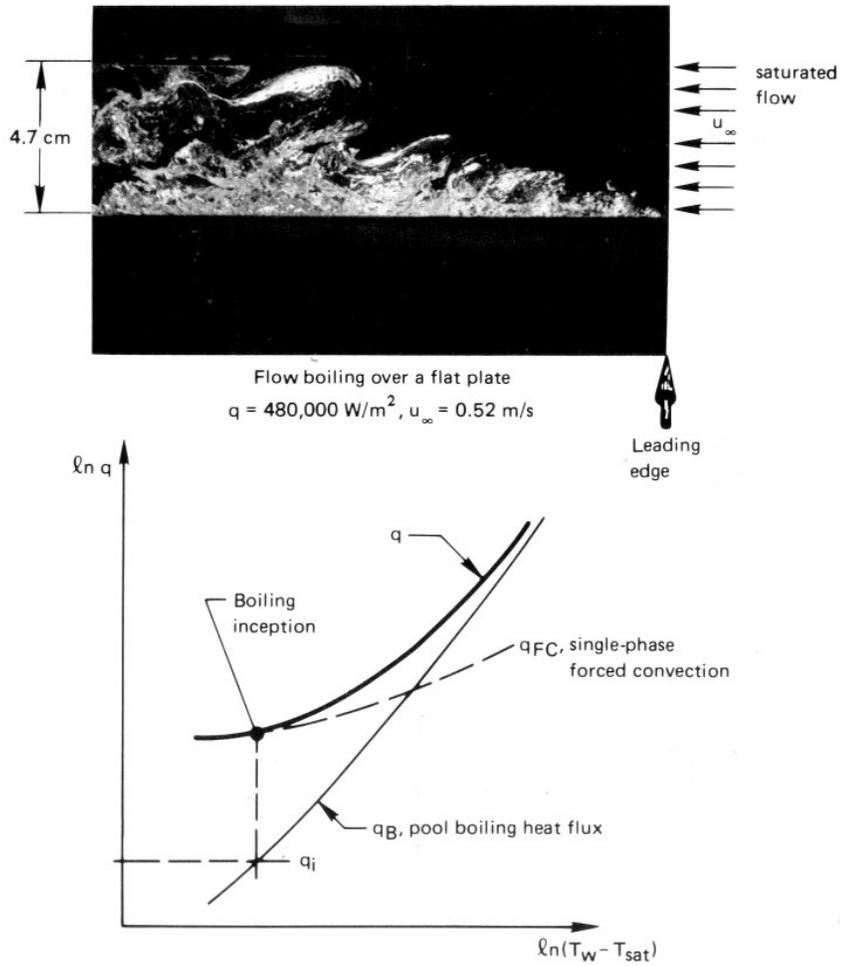 4.7 cm
saturated
flow
u∞
Flow boiling over a flat plate
q = 480,000 W/m², u∞ = 0.52 m/s
Leading
edge
ℓn q
q
Boiling
inception
qFC, single-phase
forced convection
qB, pool boiling heat flux
qi
ℓn(Tw – Tsat)